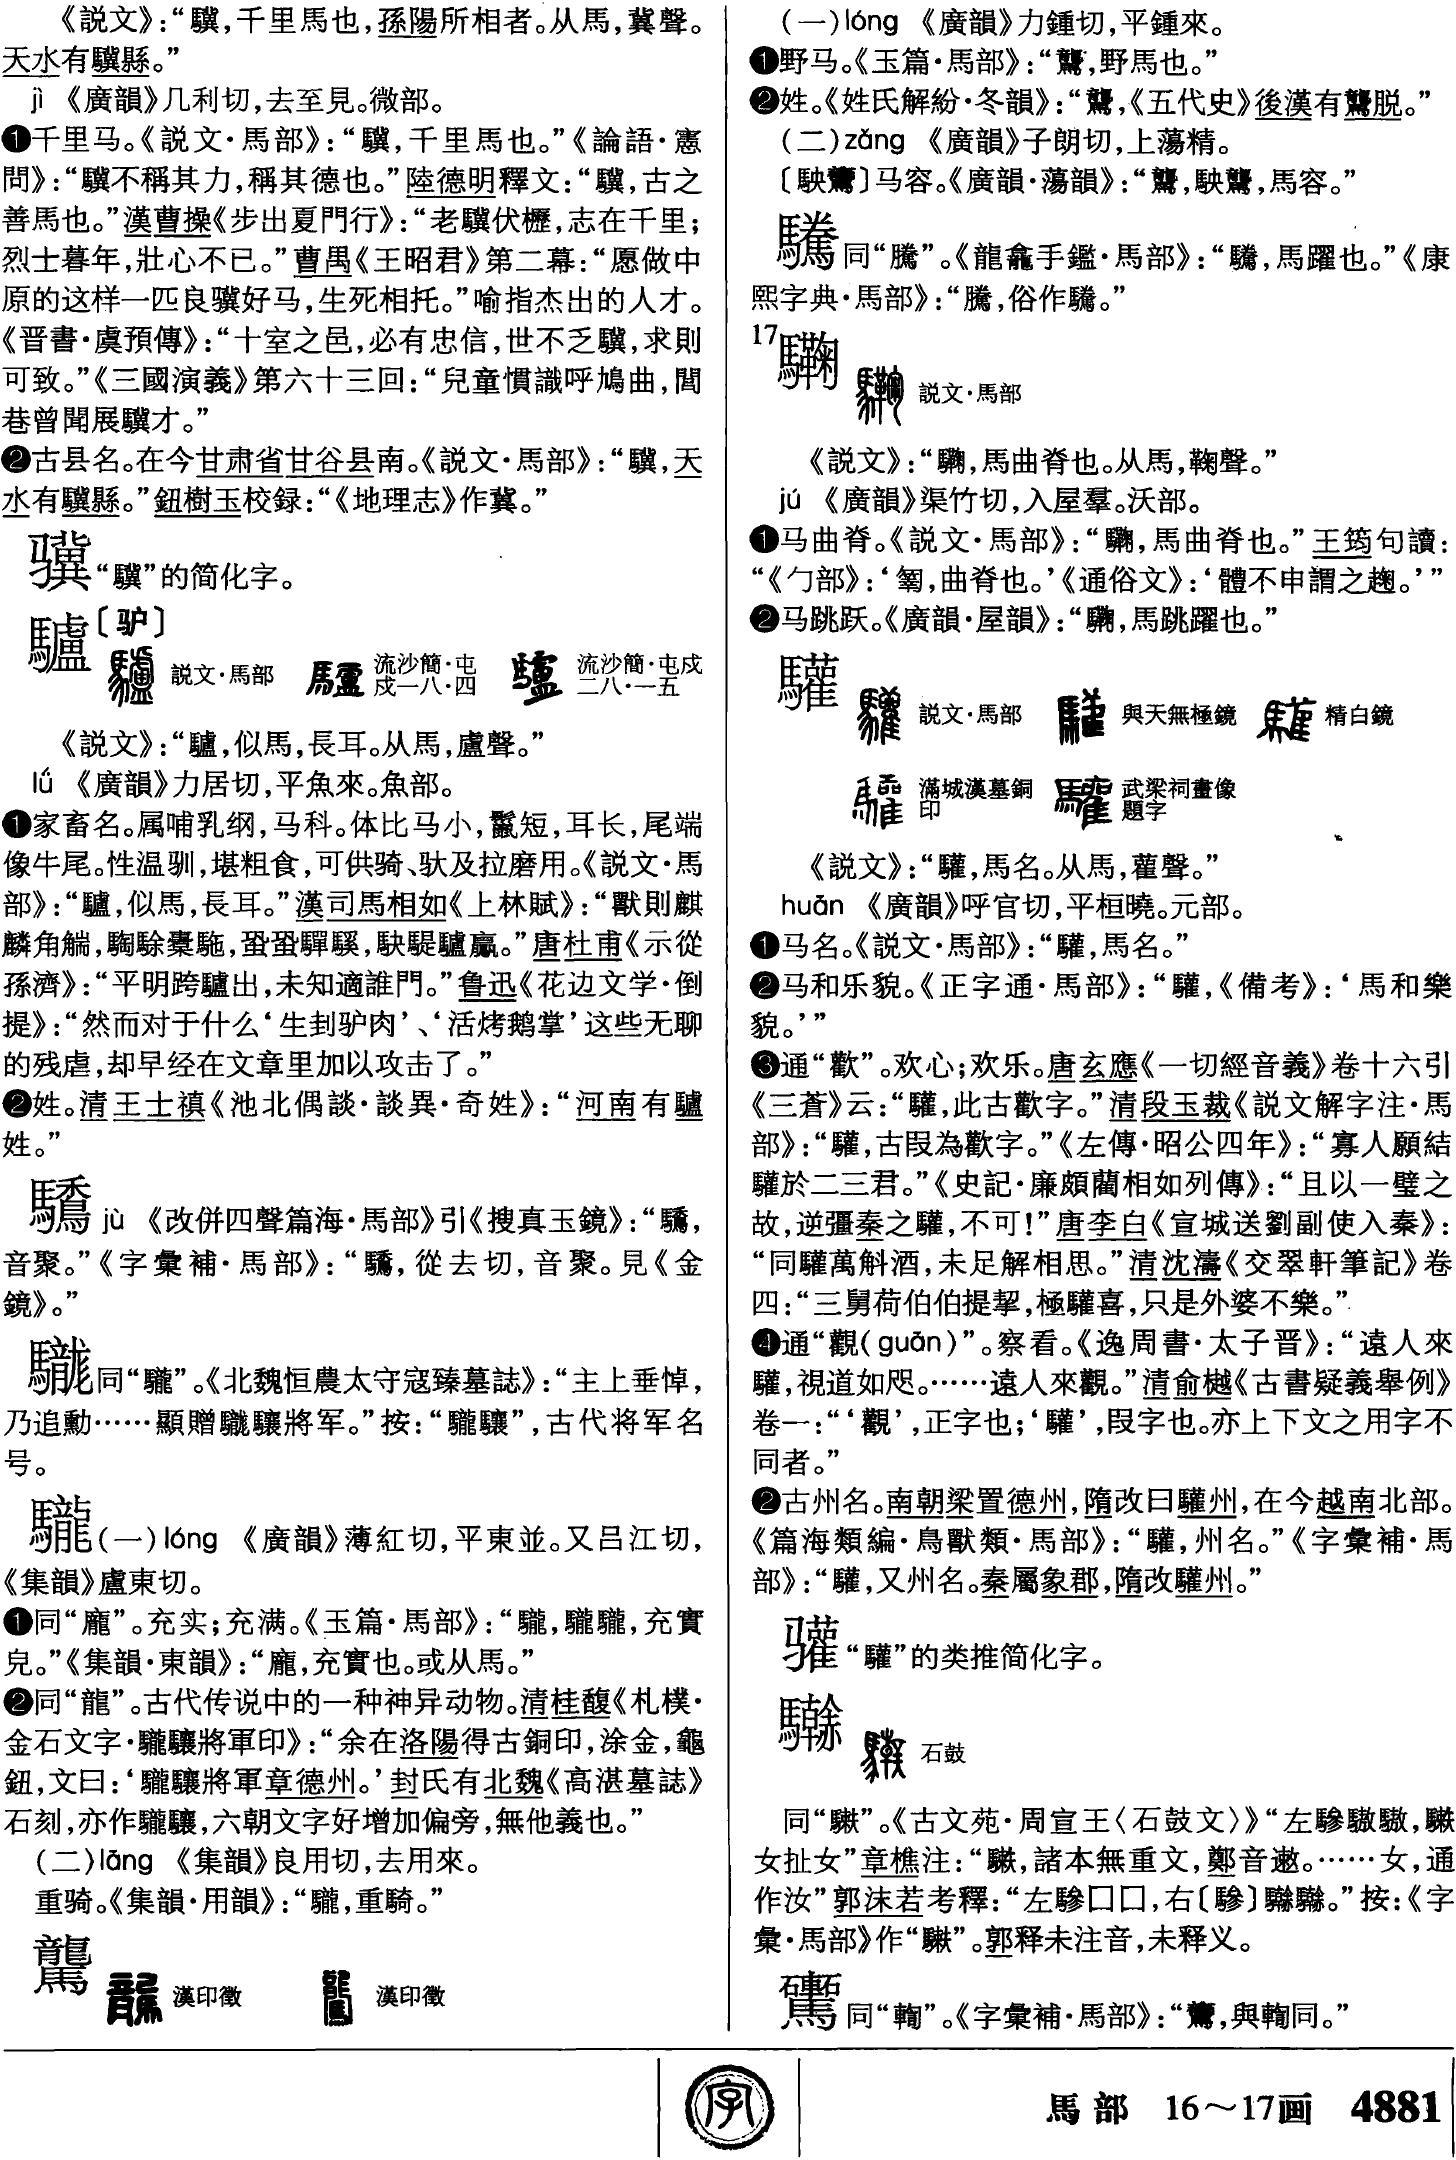 《説文》：“驥，千里馬也，孫陽所相者。从馬，冀聲。
天水有驥縣。”
jì 《廣韻》几利切，去至見。微部。
❶千里马。《説文·馬部》：“驥，千里馬也。”《論語·憲
問》：“驥不稱其力，稱其德也。”陸德明釋文：“驥，古之
善馬也。”漢曹操《步出夏門行》：“老驥伏櫪，志在千里；
烈士暮年，壯心不已。”曹禺《王昭君》第二幕：“愿做中
原的这样一匹良骥好马，生死相托。”喻指杰出的人才。
《晋書·虞預傳》：“十室之邑，必有忠信，世不乏驥，求則
可致。”《三國演義》第六十三回：“兒童慣識呼鳩曲，閭
巷曾聞展驥才。”
❷古县名。在今甘肃省甘谷县南。《説文·馬部》：“驥，天
水有驥縣。”鈕樹玉校録：“《地理志》作冀。”
骥“驥”的简化字。
驢〔驴〕
説文·馬部 流沙簡·屯戍一八·四 流沙簡·屯戍二八·一五
《説文》：“驢，似馬，長耳。从馬，盧聲。”
lǘ 《廣韻》力居切，平魚來。魚部。
❶家畜名。属哺乳纲，马科。体比马小，鬣短，耳长，尾端
像牛尾。性温驯，堪粗食，可供骑、驮及拉磨用。《説文·馬
部》：“驢，似馬，長耳。”漢司馬相如《上林賦》：“獸則麒
麟角䚎，騊駼橐駞，蛩蛩驒騱，駃騠驢驘。”唐杜甫《示從
孫濟》：“平明跨驢出，未知適誰門。”鲁迅《花边文学·倒
提》：“然而对于什么‘生刲驴肉’、‘活烤鹅掌’这些无聊
的残虐，却早经在文章里加以攻击了。”
❷姓。清王士禛《池北偶談·談異·奇姓》：“河南有驢
姓。”
jù 《改併四聲篇海·馬部》引《搜真玉鏡》：“，
音聚。”《字彙補·馬部》：“，從去切，音聚。見《金
鏡》。”
同“驡”。《北魏恒農太守寇臻墓誌》：“主上垂悼，
乃追勳……顯贈驤將军。”按：“驤”，古代将军名
号。
(一)lóng 《廣韻》薄紅切，平東並。又吕江切，
《集韻》盧東切。
❶同“龐”。充实；充满。《玉篇·馬部》：“，，充實
皃。”《集韻·東韻》：“龐，充實也。或从馬。”
❷同“龍”。古代传说中的一种神异动物。清桂馥《札樸·
金石文字·驤將軍印》：“余在洛陽得古銅印，涂金，龜
鈕，文曰：‘驤將軍章德州。’封氏有北魏《高湛墓誌》
石刻，亦作驤，六朝文字好增加偏旁，無他義也。”
(二)lǎng 《集韻》良用切，去用來。
重骑。《集韻·用韻》：“，重騎。”
驡 漢印徵 漢印徵
(一)lóng 《廣韻》力鍾切，平鍾來。
❶野马。《玉篇·馬部》：“驡，野馬也。”
❷姓。《姓氏解紛·冬韻》：“驡，《五代史》後漢有驡脱。”
(二)zǎng 《廣韻》子朗切，上蕩精。
〔駚驡〕马容。《廣韻·蕩韻》：“驡，駚驡，馬容。”
同“騰”。《龍龕手鑑·馬部》：“，馬躍也。”《康
熙字典·馬部》：“騰，俗作。”
17
驧 説文·馬部
《説文》：“驧，馬曲脊也。从馬，鞠聲。”
jú 《廣韻》渠竹切，入屋羣。沃部。
❶马曲脊。《説文·馬部》：“驧，馬曲脊也。”王筠句讀：
“《勹部》：‘，曲脊也。’《通俗文》：‘體不申謂之趜。’”
❷马跳跃。《廣韻·屋韻》：“驧，馬跳躍也。”
驩 説文·馬部 與天無極鏡 精白鏡
滿城漢墓銅印 武梁祠畫像題字
《説文》：“驩，馬名。从馬，雚聲。”
huān 《廣韻》呼官切，平桓曉。元部。
❶马名。《説文·馬部》：“驩，馬名。”
❷马和乐貌。《正字通·馬部》：“驩，《備考》：‘馬和樂
貌。’”
❸通“歡”。欢心；欢乐。唐玄應《一切經音義》卷十六引
《三蒼》云：“驩，此古歡字。”清段玉裁《説文解字注·馬
部》：“驩，古叚為歡字。”《左傳·昭公四年》：“寡人願結
驩於二三君。”《史記·廉頗藺相如列傳》：“且以一璧之
故，逆彊秦之驩，不可！”唐李白《宣城送劉副使入秦》：
“同驩萬斛酒，未足解相思。”清沈濤《交翠軒筆記》卷
四：“三舅荷伯伯提挈，極驩喜，只是外婆不樂。”
❹通“觀(guān)”。察看。《逸周書·太子晋》：“遠人來
驩，視道如咫。……遠人來觀。”清俞樾《古書疑義舉例》
卷一：“‘觀’，正字也；‘驩’，叚字也。亦上下文之用字不
同者。”
❷古州名。南朝梁置德州，隋改曰驩州，在今越南北部。
《篇海類編·鳥獸類·馬部》：“驩，州名。”《字彙補·馬
部》：“驩，又州名。秦屬象郡，隋改驩州。”
“驩”的类推简化字。
石鼓
同“”。《古文苑·周宣王〈石鼓文〉》“左驂驐驐，
女扯女”章樵注：“，諸本無重文，鄭音遬。……女，通
作汝”郭沫若考釋：“左驂囗囗，右〔驂〕。”按：《字
彙·馬部》作“”。郭释未注音，未释义。
同“”。《字彙補·馬部》：“，與同。”
馬部 16～17画 4881
字